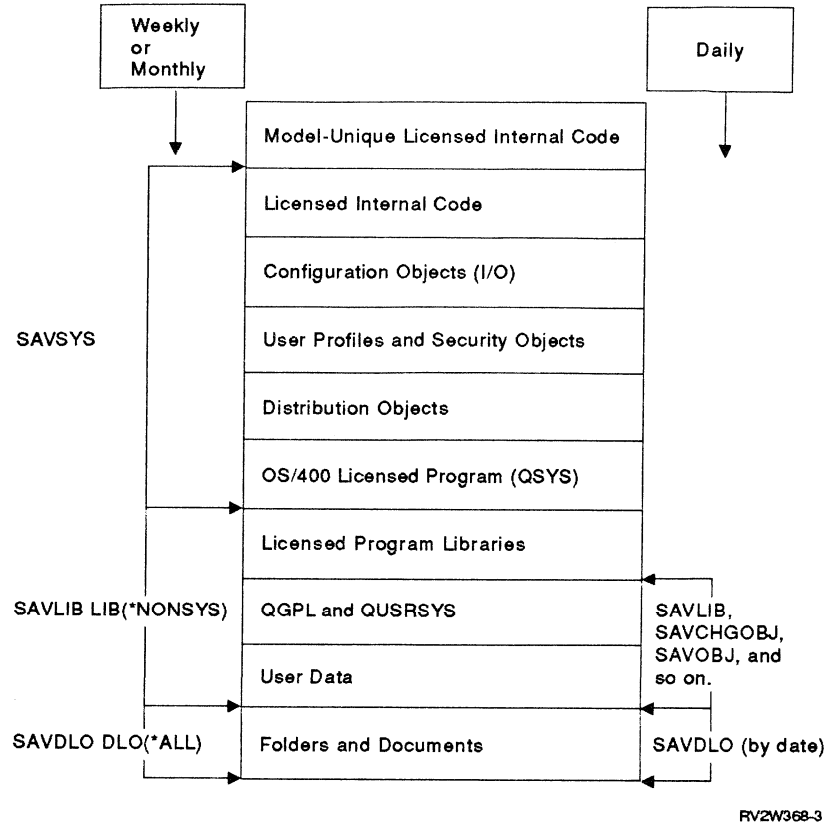 Weekly
or
Monthly
Daily
Model-Unique Licensed Internal Code
Licensed Internal Code
Configuration Objects (I/O)
SAVSYS
User Profiles and Security Objects
Distribution Objects
OS/400 Licensed Program (QSYS)
Licensed Program Libraries
SAVLIB LIB(*NONSYS)
QGPL and QUSRSYS
SAVLIB,
SAVCHGOBJ,
SAVOBJ, and
so on.
User Data
SAVDLO DLO(*ALL)
Folders and Documents
SAVDLO (by date)
RV2W368-3